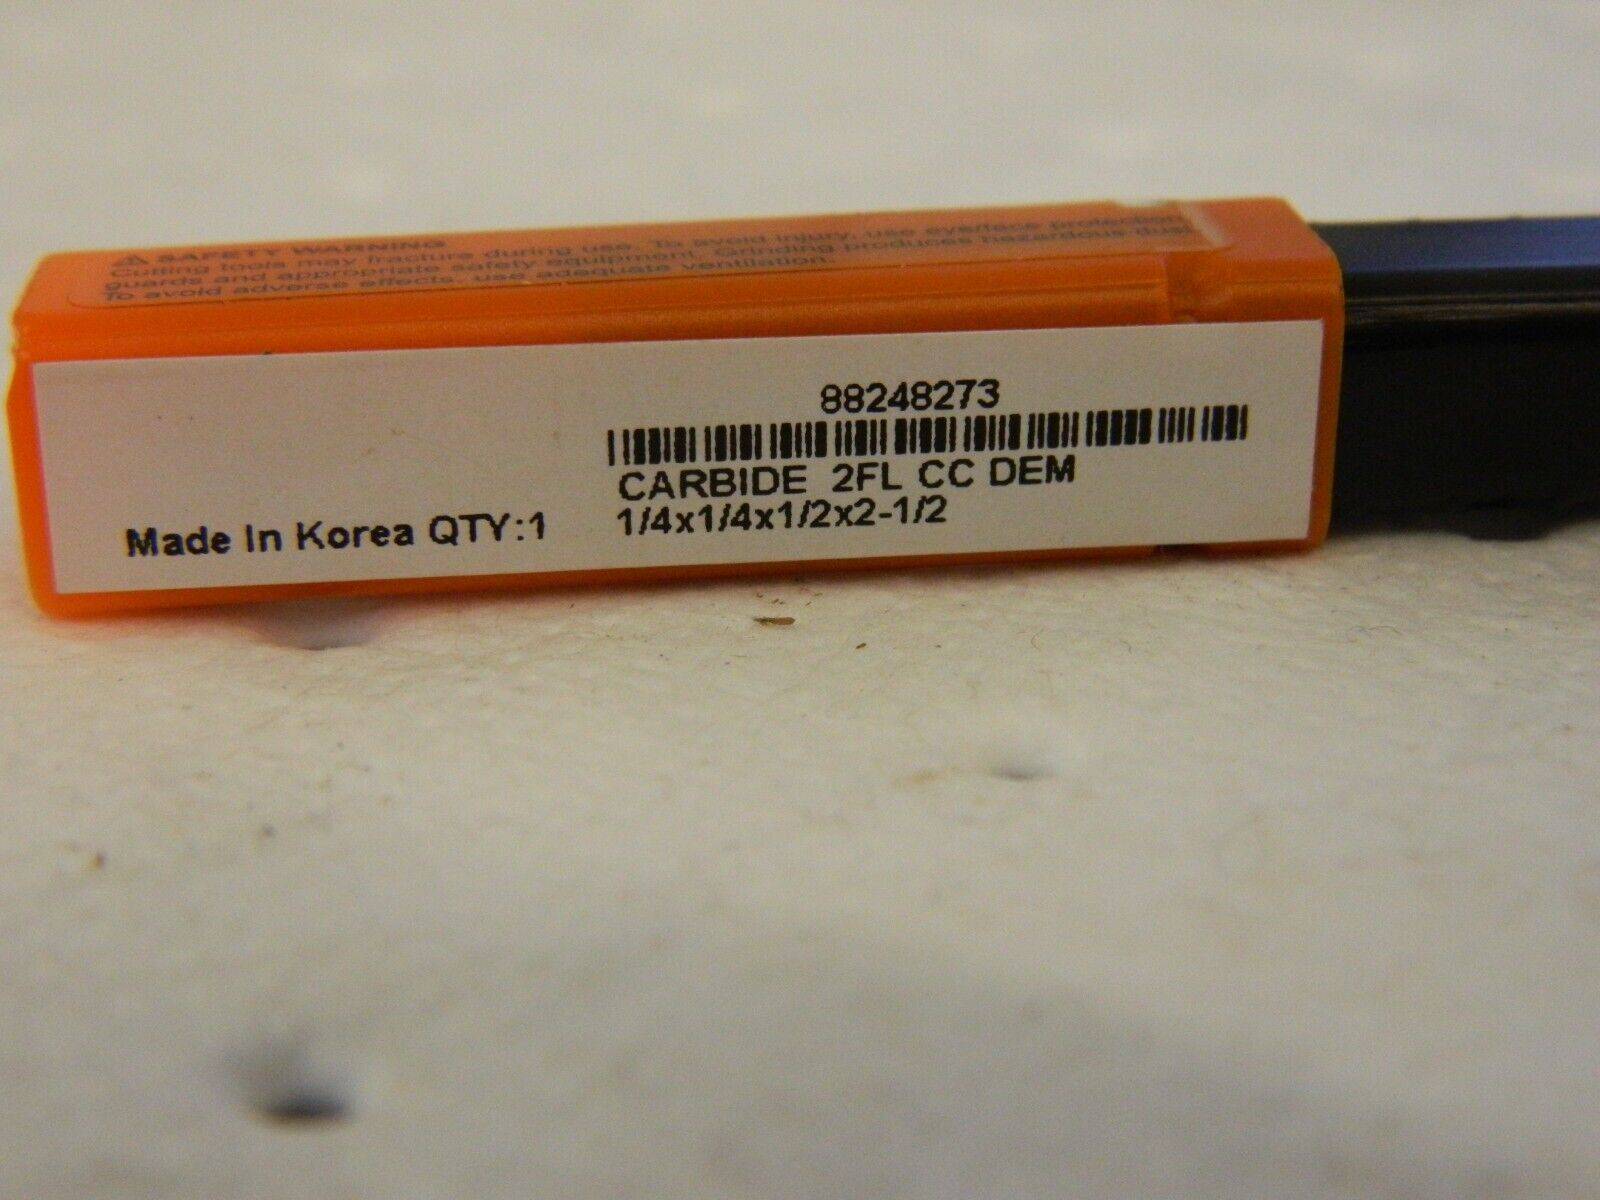 ⚠ SAFETY WARNING
Cutting tools may fracture during use. To avoid injury, use eye/face protection,
guards and appropriate safety equipment. Grinding produces hazardous dust.
To avoid adverse effects, use adequate ventilation.
88248273
CARBIDE 2FL CC DEM
Made In Korea QTY:1 1/4x1/4x1/2x2-1/2